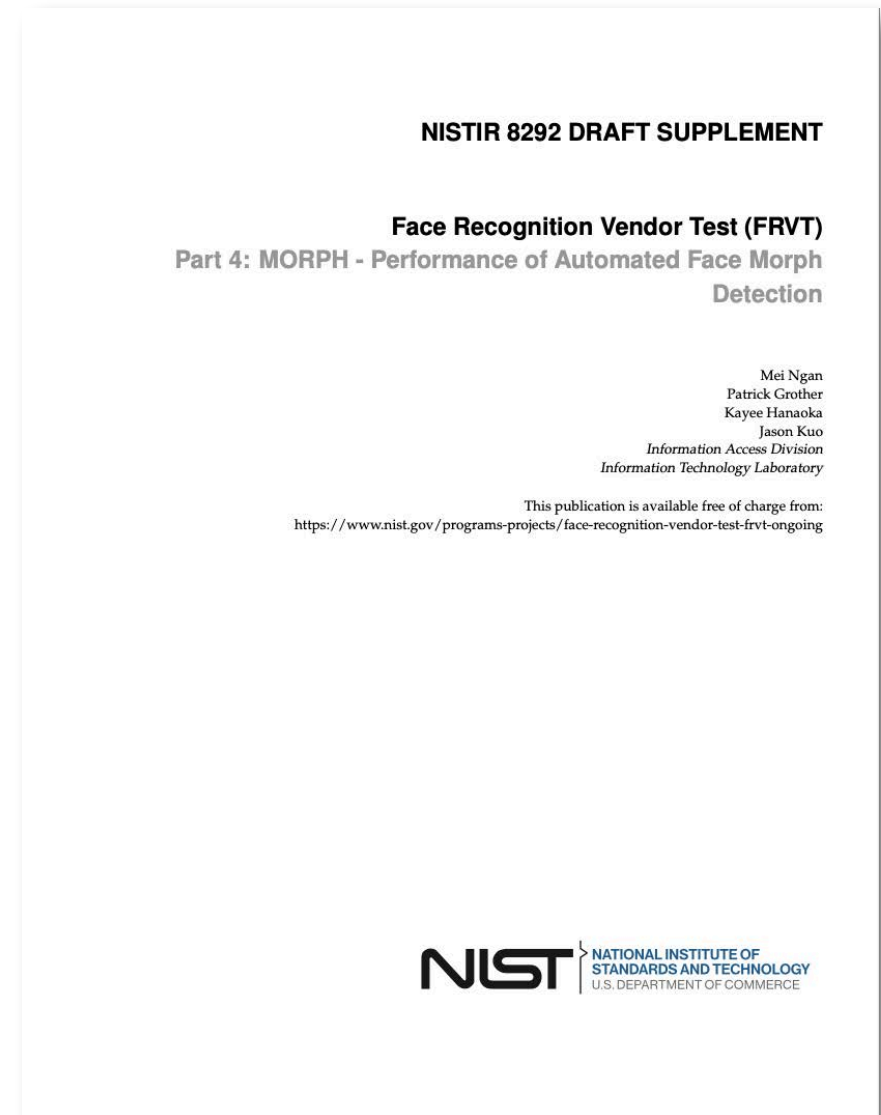 NISTIR 8292 DRAFT SUPPLEMENT
Face Recognition Vendor Test (FRVT)
Part 4: MORPH - Performance of Automated Face Morph
Detection
Mei Ngan
Patrick Grother
Kayee Hanaoka
Jason Kuo
Information Access Division
Information Technology Laboratory
This publication is available free of charge from:
https://www.nist.gov/programs-projects/face-recognition-vendor-test-frvt-ongoing
NIST
NATIONAL INSTITUTE OF
STANDARDS AND TECHNOLOGY
U.S. DEPARTMENT OF COMMERCE